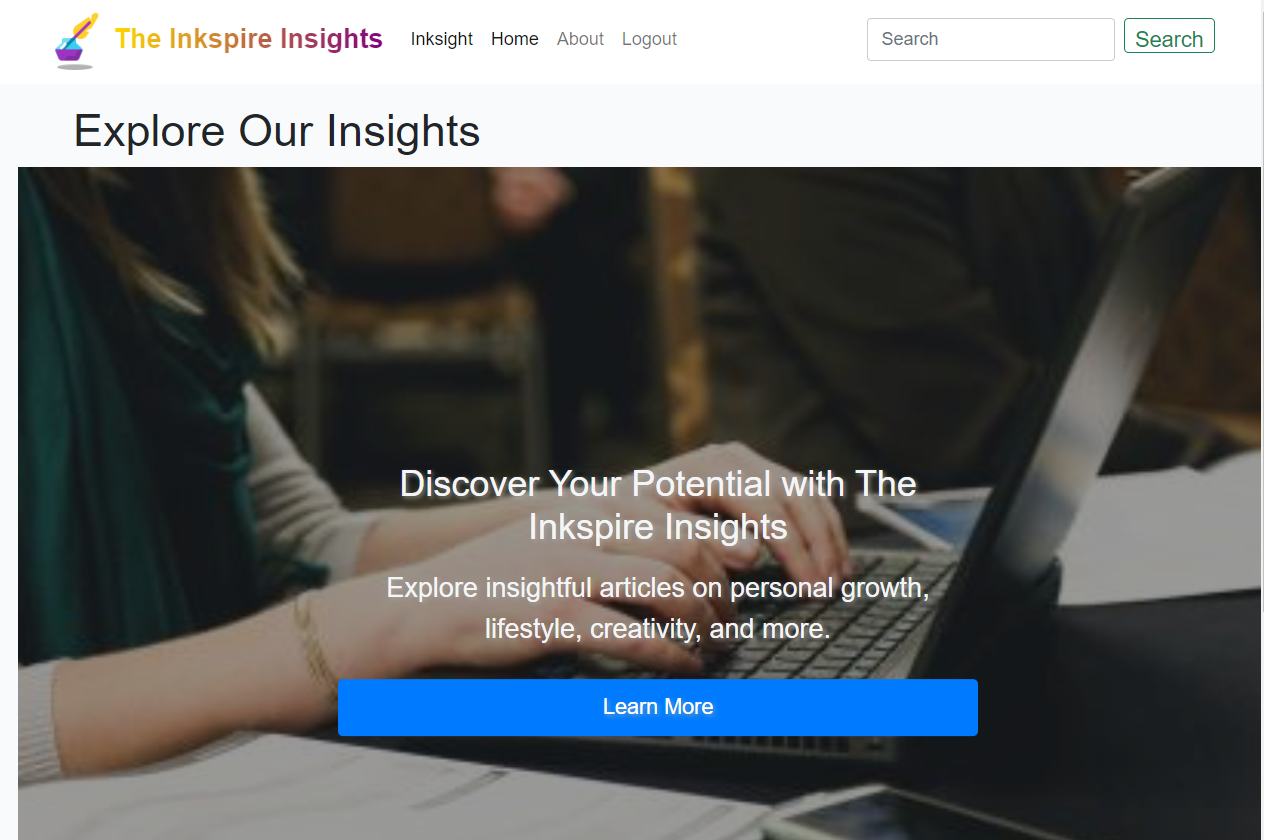 The Inkspire Insights Inksight Home About Logout Search Search
Explore Our Insights
Discover Your Potential with The
Inkspire Insights
Explore insightful articles on personal growth,
lifestyle, creativity, and more.
Learn More